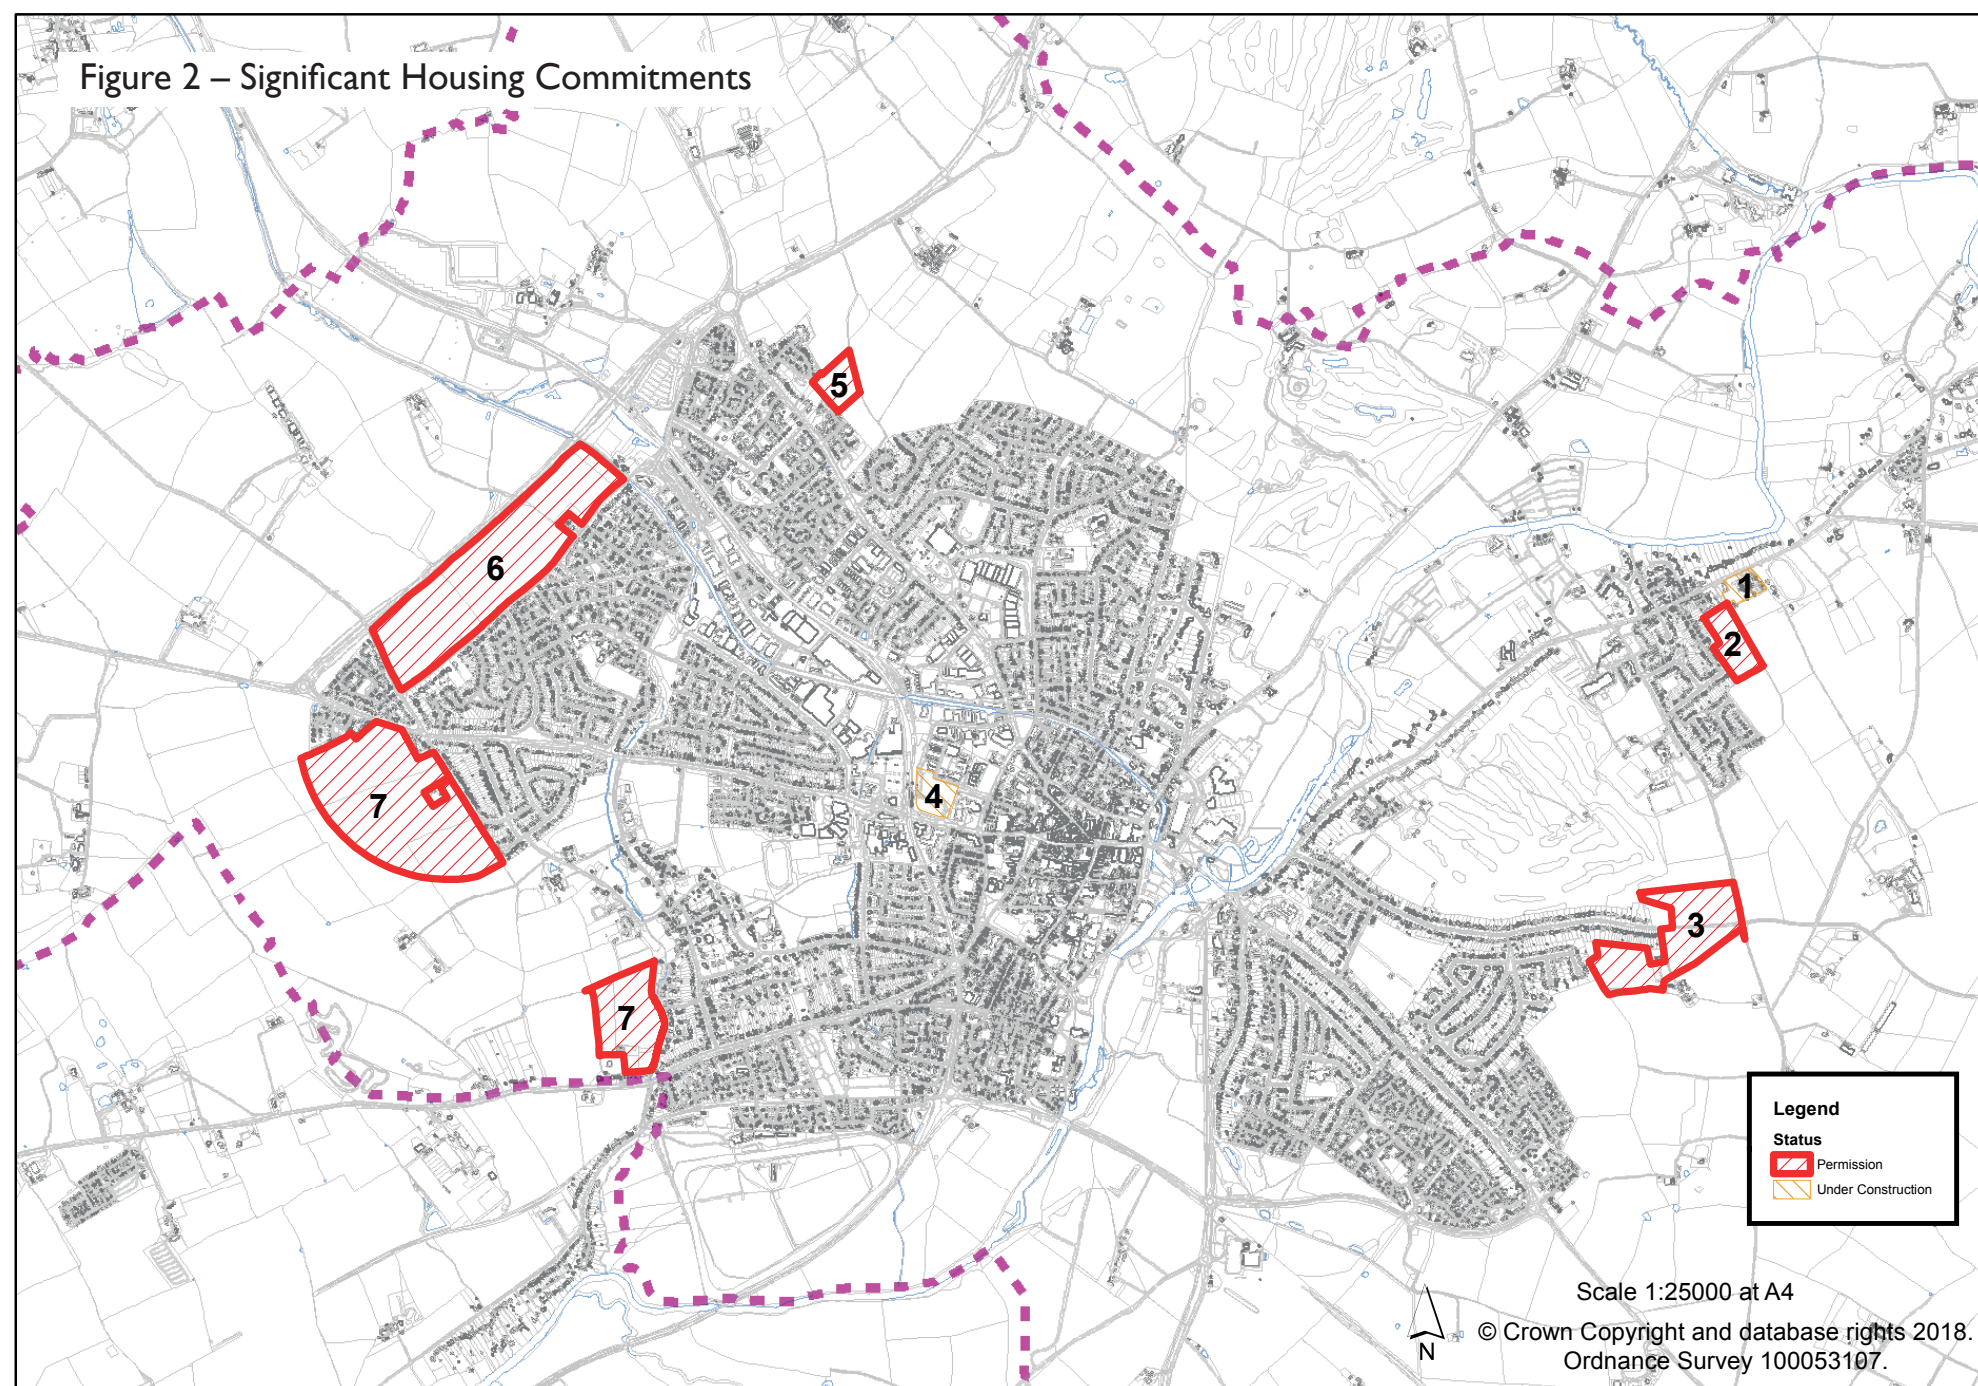 Figure 2 – Significant Housing Commitments
5
6
1
2
7
4
3
7
Legend
Status
Permission
Under Construction
Scale 1:25000 at A4
N
© Crown Copyright and database rights 2018.
Ordnance Survey 100053107.